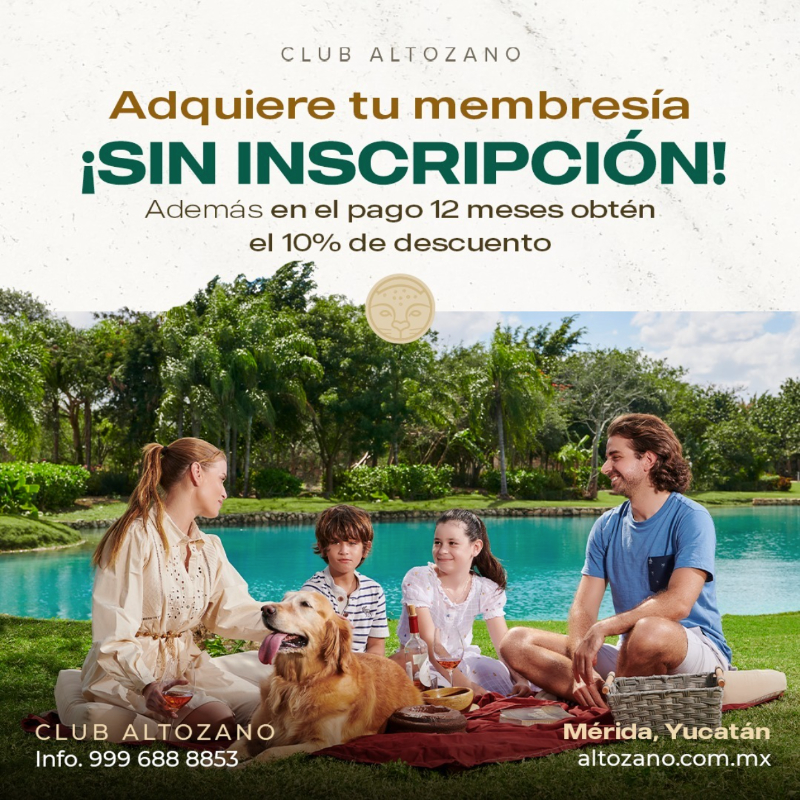 CLUB ALTOZANO
Adquiere tu membresía
¡SIN INSCRIPCIÓN!
Además en el pago 12 meses obtén
el 10% de descuento
CLUB ALTOZANO
Info. 999 688 8853
Mérida, Yucatán
altozano.com.mx